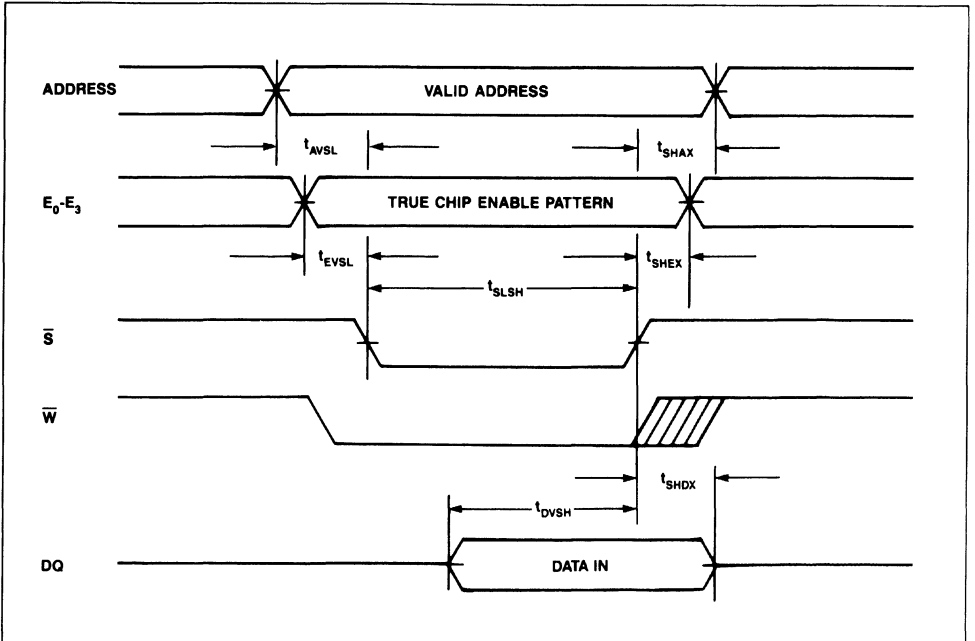 ADDRESS
VALID ADDRESS
tAVSL
tSHAX
E0-E3
TRUE CHIP ENABLE PATTERN
tEVSL
tSHEX
tSLSH
S̅
W̅
tSHDX
tDVSH
DQ
DATA IN